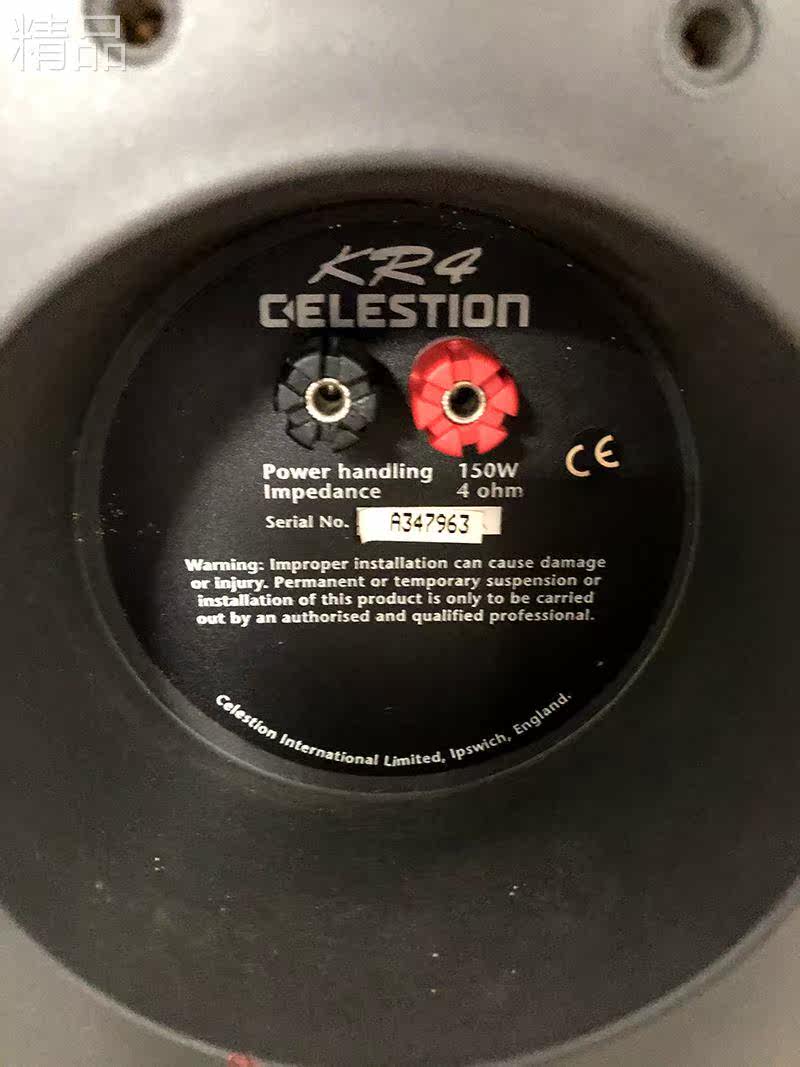 精品
KR4
CELESTION
CE
Power handling 150W
Impedance 4 ohm
Serial No. A347963
Warning: Improper installation can cause damage
or injury. Permanent or temporary suspension or
installation of this product is only to be carried
out by an authorised and qualified professional.
Celestion International Limited, Ipswich, England.